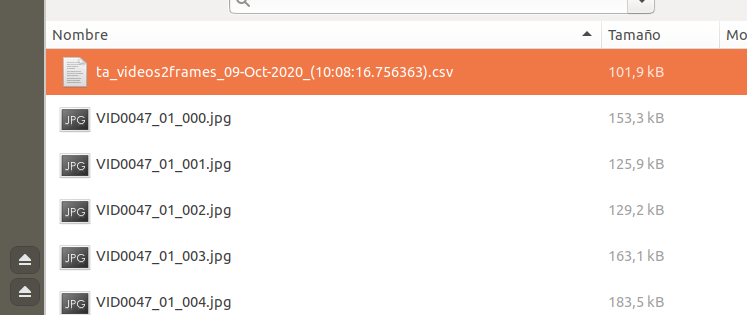 Nombre Tamaño Mo
ta_videos2frames_09-Oct-2020_(10:08:16.756363).csv 101,9 kB
JPG VID0047_01_000.jpg 153,3 kB
JPG VID0047_01_001.jpg 125,9 kB
JPG VID0047_01_002.jpg 129,2 kB
JPG VID0047_01_003.jpg 163,1 kB
JPG VID0047_01_004.jpg 183,5 kB